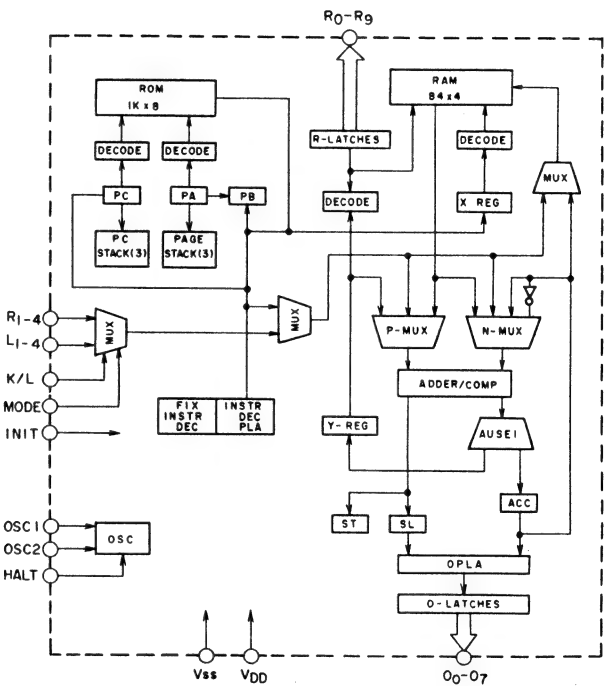 R0-R9
ROM
1K x 8
RAM
84 x 4
DECODE
DECODE
R-LATCHES
DECODE
MUX
PC
PA
PB
DECODE
X REG
PC
STACK(3)
PAGE
STACK(3)
R1-4
L1-4
MUX
MUX
P-MUX
N-MUX
K/L
MODE
INIT
ADDER/COMP
FIX
INSTR
DEC
INSTR
DEC
PLA
Y-REG
AUSEI
ACC
OSC1
OSC2
HALT
OSC
ST
SL
OPLA
O-LATCHES
VSS
VDD
O0-O7